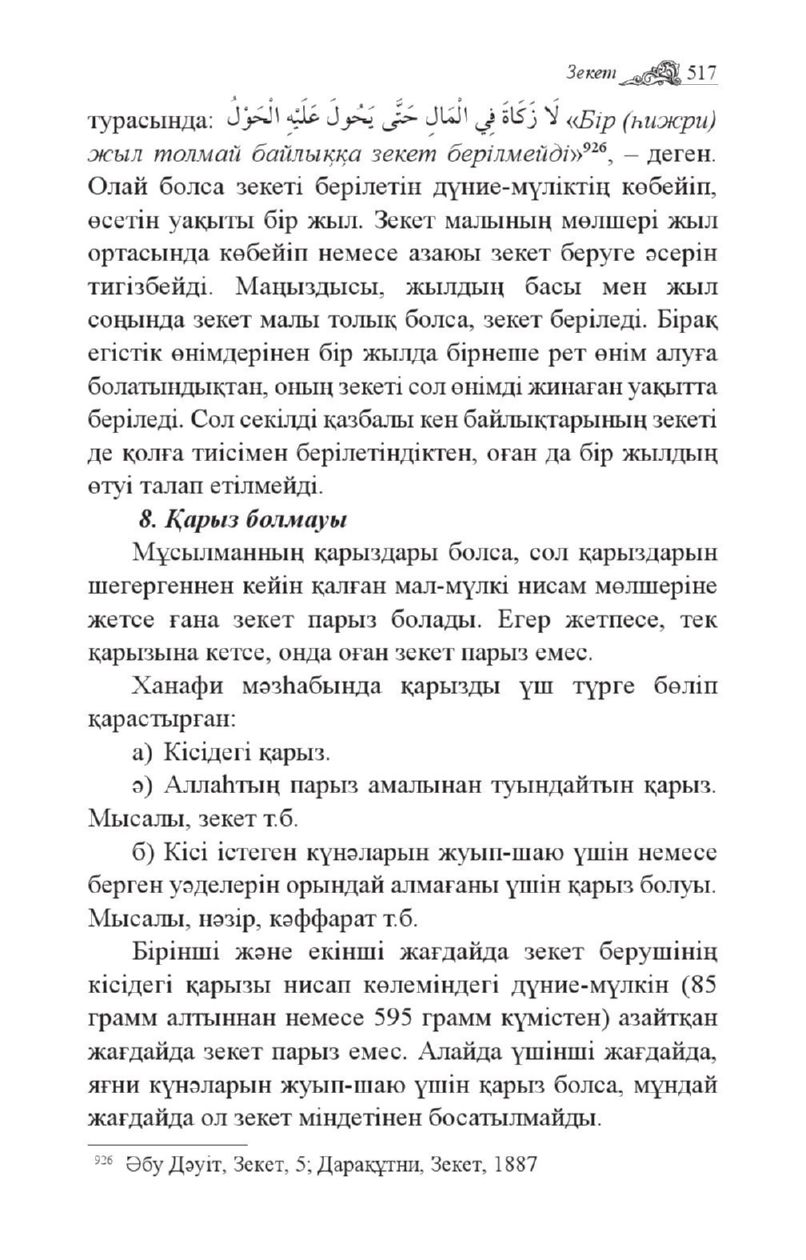 Зекет 517
турасында: لَا زَكَاةَ فِي الْمَالِ حَتَّى يَحُولَ عَلَيْهِ الْحَوْلُ «Бір (һижри)
жыл толмай байлыққа зекет берілмейді»⁹²⁶, – деген.
Олай болса зекеті берілетін дүние-мүліктің көбейіп,
өсетін уақыты бір жыл. Зекет малының мөлшері жыл
ортасында көбейіп немесе азаюы зекет беруге әсерін
тигізбейді. Маңыздысы, жылдың басы мен жыл
соңында зекет малы толық болса, зекет беріледі. Бірақ
егістік өнімдерінен бір жылда бірнеше рет өнім алуға
болатындықтан, оның зекеті сол өнімді жинаған уақытта
беріледі. Сол секілді қазбалы кен байлықтарының зекеті
де қолға тиісімен берілетіндіктен, оған да бір жылдың
өтуі талап етілмейді.
8. Қарыз болмауы
Мұсылманның қарыздары болса, сол қарыздарын
шегергеннен кейін қалған мал-мүлкі нисам мөлшеріне
жетсе ғана зекет парыз болады. Егер жетпесе, тек
қарызына кетсе, онда оған зекет парыз емес.
Ханафи мәзһабында қарызды үш түрге бөліп
қарастырған:
а) Кісідегі қарыз.
ә) Аллаһтың парыз амалынан туындайтын қарыз.
Мысалы, зекет т.б.
б) Кісі істеген күнәларын жуып-шаю үшін немесе
берген уәделерін орындай алмағаны үшін қарыз болуы.
Мысалы, нәзір, кәффарат т.б.
Бірінші және екінші жағдайда зекет берушінің
кісідегі қарызы нисап көлеміндегі дүние-мүлкін (85
грамм алтыннан немесе 595 грамм күмістен) азайтқан
жағдайда зекет парыз емес. Алайда үшінші жағдайда,
яғни күнәларын жуып-шаю үшін қарыз болса, мұндай
жағдайда ол зекет міндетінен босатылмайды.
⁹²⁶ Әбу Дәуіт, Зекет, 5; Дарақұтни, Зекет, 1887